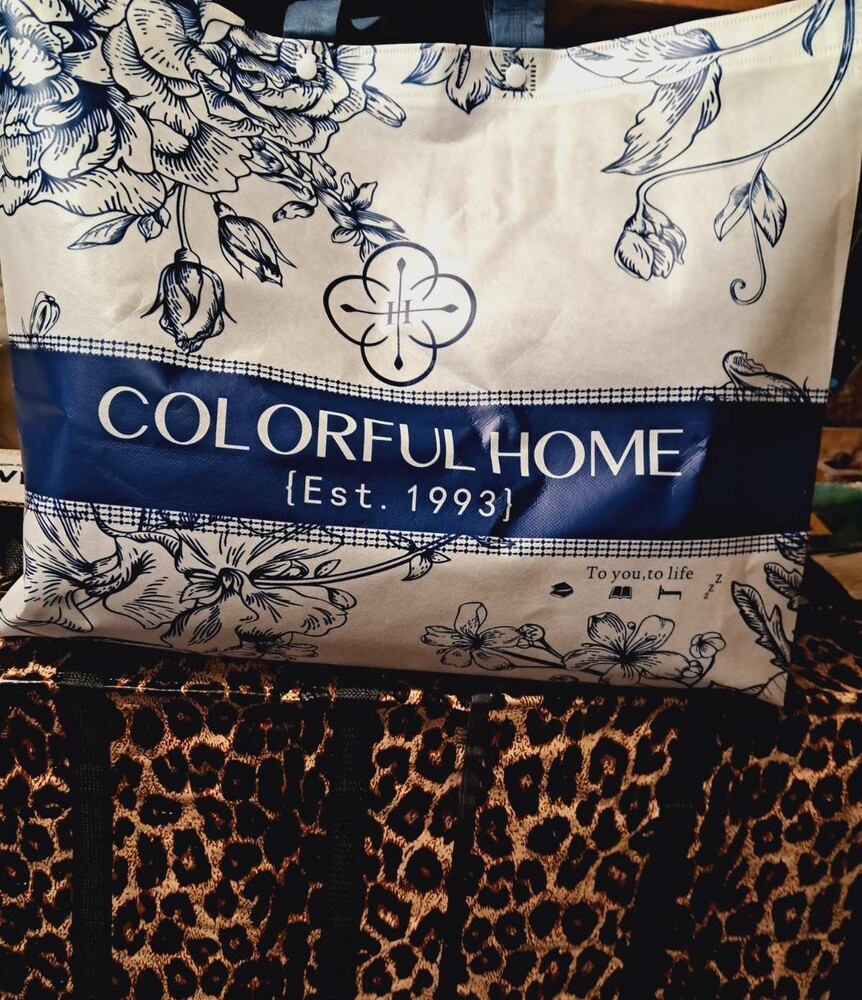 H
COLORFUL HOME
{Est. 1993}
To you,to life
z z z